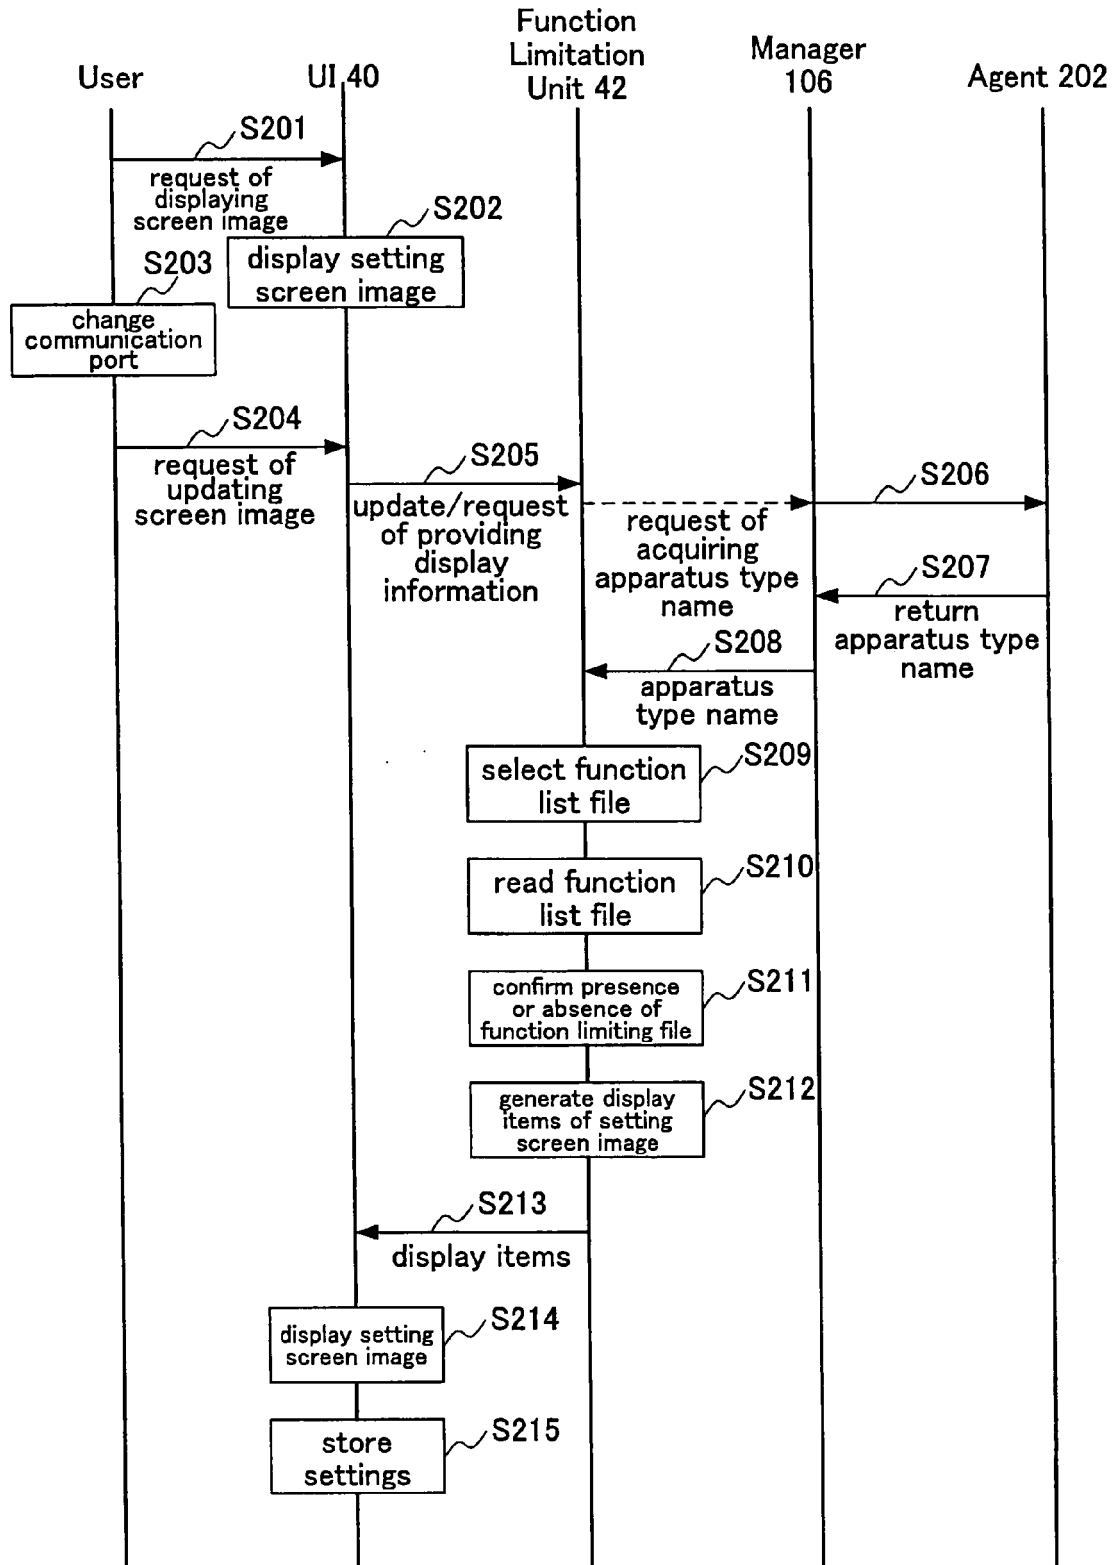 User
UI 40
Function
Limitation
Unit 42
Manager
106
Agent 202
S201
request of
displaying
screen image
S202
display setting
screen image
S203
change
communication
port
S204
request of
updating
screen image
S205
update/request
of providing
display
information
S206
request of
acquiring
apparatus type
name
S207
return
apparatus type
name
S208
apparatus
type name
S209
select function
list file
S210
read function
list file
S211
confirm presence
or absence of
function limiting file
S212
generate display
items of setting
screen image
S213
display items
S214
display setting
screen image
S215
store
settings